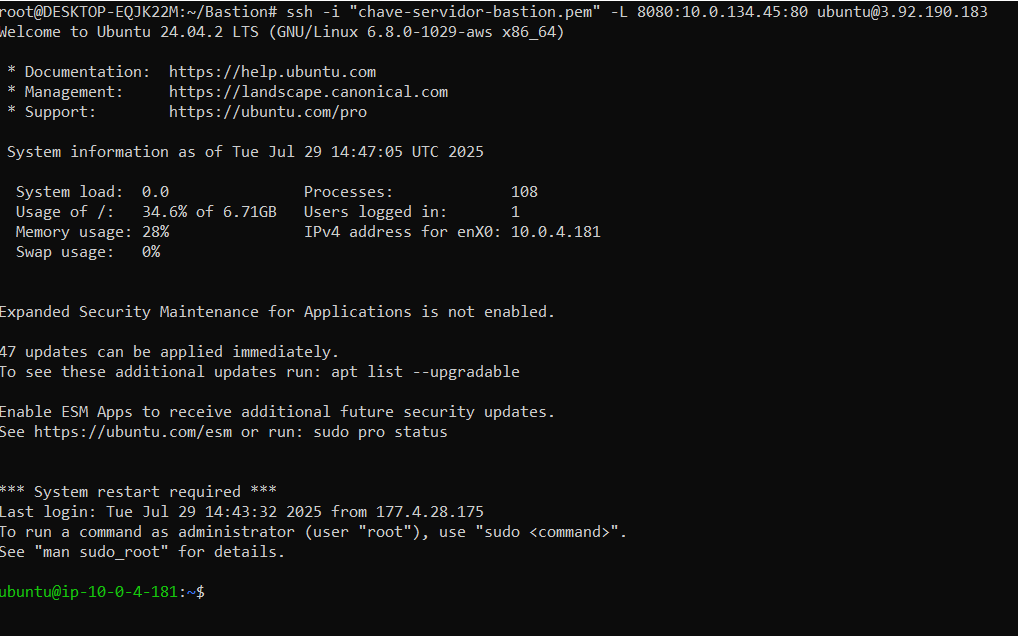 root@DESKTOP-EQJK22M:~/Bastion# ssh -i "chave-servidor-bastion.pem" -L 8080:10.0.134.45:80 ubuntu@3.92.190.183
Welcome to Ubuntu 24.04.2 LTS (GNU/Linux 6.8.0-1029-aws x86_64)
* Documentation: https://help.ubuntu.com
* Management: https://landscape.canonical.com
* Support: https://ubuntu.com/pro
System information as of Tue Jul 29 14:47:05 UTC 2025
System load: 0.0 Processes: 108
Usage of /: 34.6% of 6.71GB Users logged in: 1
Memory usage: 28% IPv4 address for enX0: 10.0.4.181
Swap usage: 0%
Expanded Security Maintenance for Applications is not enabled.
47 updates can be applied immediately.
To see these additional updates run: apt list --upgradable
Enable ESM Apps to receive additional future security updates.
See https://ubuntu.com/esm or run: sudo pro status
*** System restart required ***
Last login: Tue Jul 29 14:43:32 2025 from 177.4.28.175
To run a command as administrator (user "root"), use "sudo <command>".
See "man sudo_root" for details.
ubuntu@ip-10-0-4-181:~$